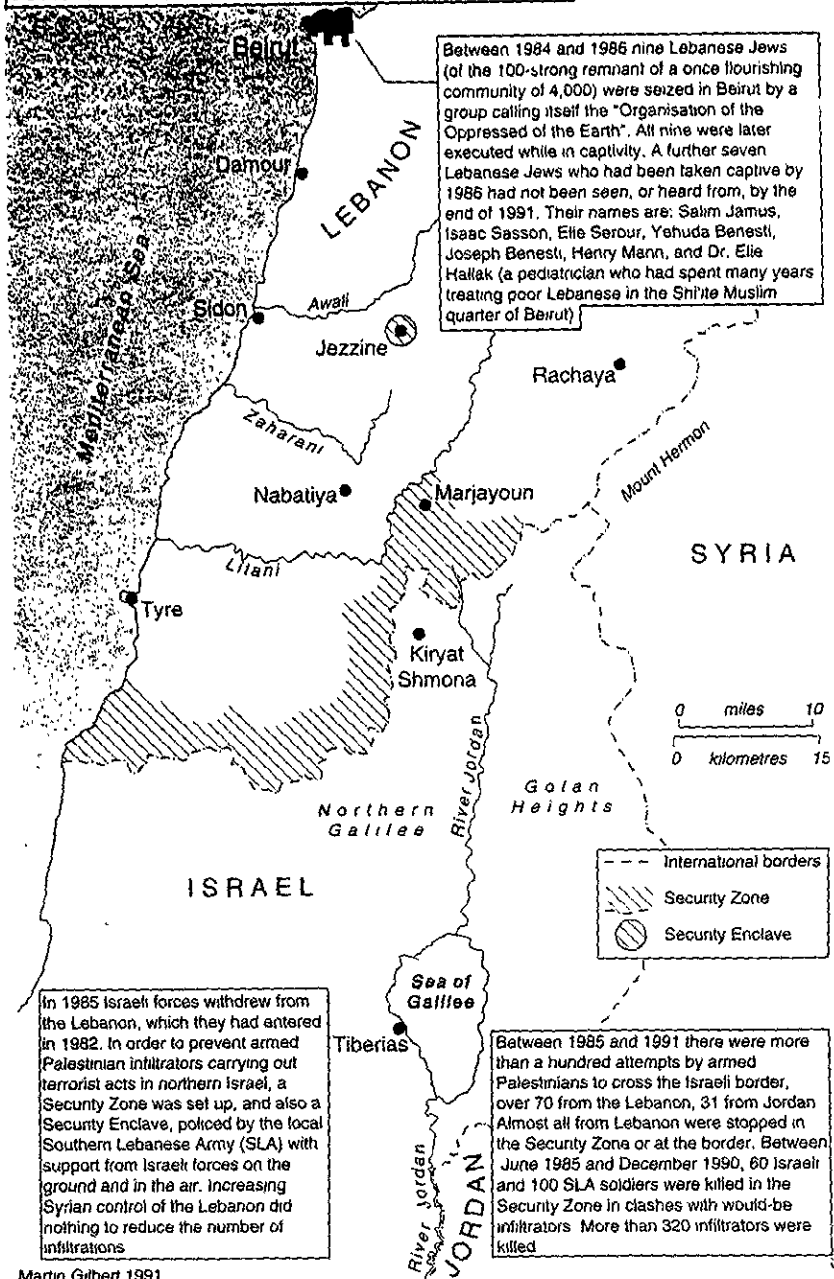 Beirut
Between 1984 and 1986 nine Lebanese Jews
(of the 100-strong remnant of a once flourishing
community of 4,000) were seized in Beirut by a
group calling itself the "Organisation of the
Oppressed of the Earth". All nine were later
executed while in captivity. A further seven
Lebanese Jews who had been taken captive by
1986 had not been seen, or heard from, by the
end of 1991. Their names are: Salim Jamus,
Isaac Sasson, Elie Serour, Yehuda Benesti,
Joseph Benesti, Henry Mann, and Dr. Elie
Hallak (a pediatrician who had spent many years
treating poor Lebanese in the Shi'ite Muslim
quarter of Beirut)
Damour
LEBANON
Mediterranean Sea
Sidon
Awali
Jezzine
Rachaya
Zaharani
Mount Hermon
Nabatiya
Marjayoun
SYRIA
Litani
Tyre
Kiryat
Shmona
0 miles 10
0 kilometres 15
River Jordan
Golan
Heights
Northern
Galilee
ISRAEL
International borders
Security Zone
Security Enclave
Sea of
Galilee
Tiberias
In 1985 Israeli forces withdrew from
the Lebanon, which they had entered
in 1982. In order to prevent armed
Palestinian infiltrators carrying out
terrorist acts in northern Israel, a
Security Zone was set up, and also a
Security Enclave, policed by the local
Southern Lebanese Army (SLA) with
support from Israeli forces on the
ground and in the air. Increasing
Syrian control of the Lebanon did
nothing to reduce the number of
infiltrations
Between 1985 and 1991 there were more
than a hundred attempts by armed
Palestinians to cross the Israeli border,
over 70 from the Lebanon, 31 from Jordan
Almost all from Lebanon were stopped in
the Security Zone or at the border. Between
June 1985 and December 1990, 60 Israeli
and 100 SLA soldiers were killed in the
Security Zone in clashes with would-be
infiltrators More than 320 infiltrators were
killed
River Jordan
JORDAN
Martin Gilbert 1991